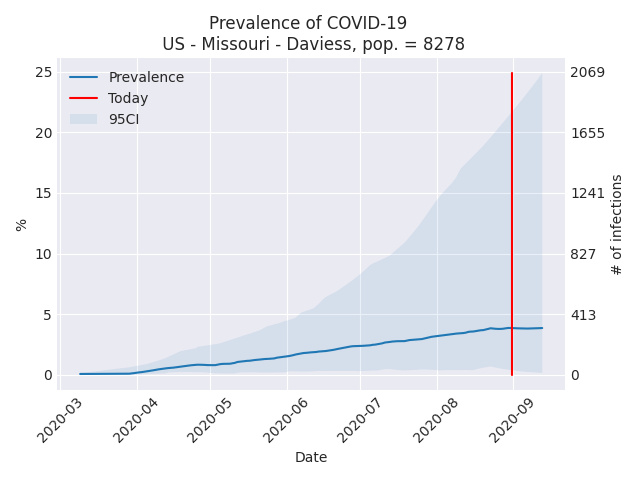 Prevalence of COVID-19
US - Missouri - Daviess, pop. = 8278
Prevalence
Today
95CI
25
20
15
10
5
0
%
2069
1655
1241
827
413
0
# of infections
2020-03
2020-04
2020-05
2020-06
2020-07
2020-08
2020-09
Date